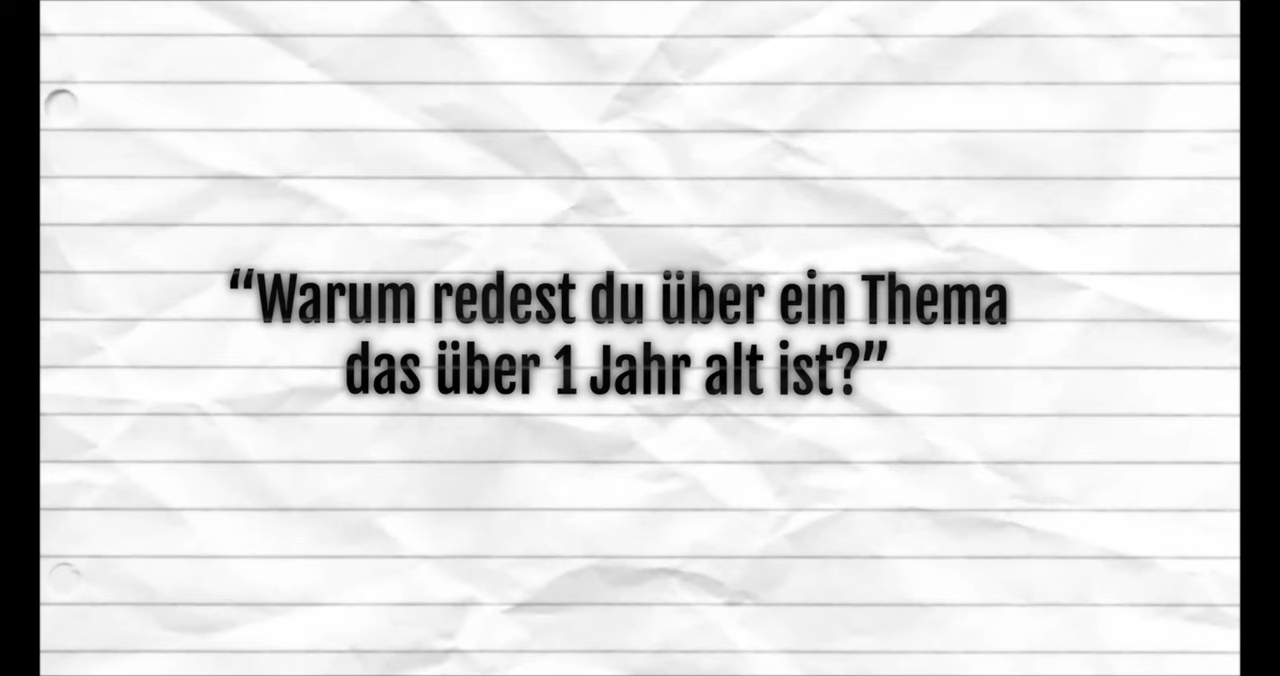 “Warum redest du über ein Thema
das über 1 Jahr alt ist?”